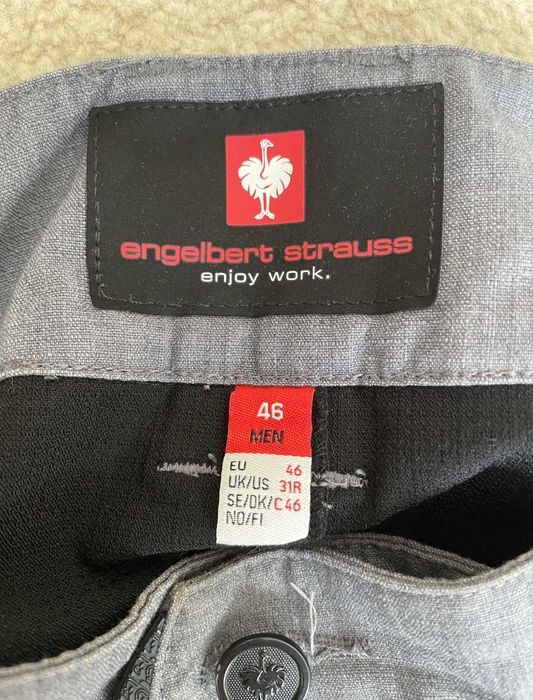 engelbert strauss
enjoy work.
46
MEN
EU 46
UK/US 31R
SE/DK/ C46
NO/FI